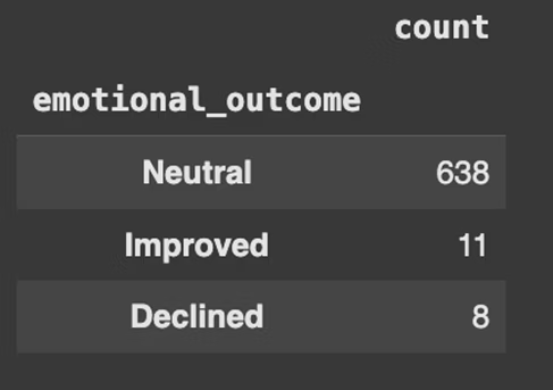 count
emotional_outcome
Neutral 638
Improved 11
Declined 8